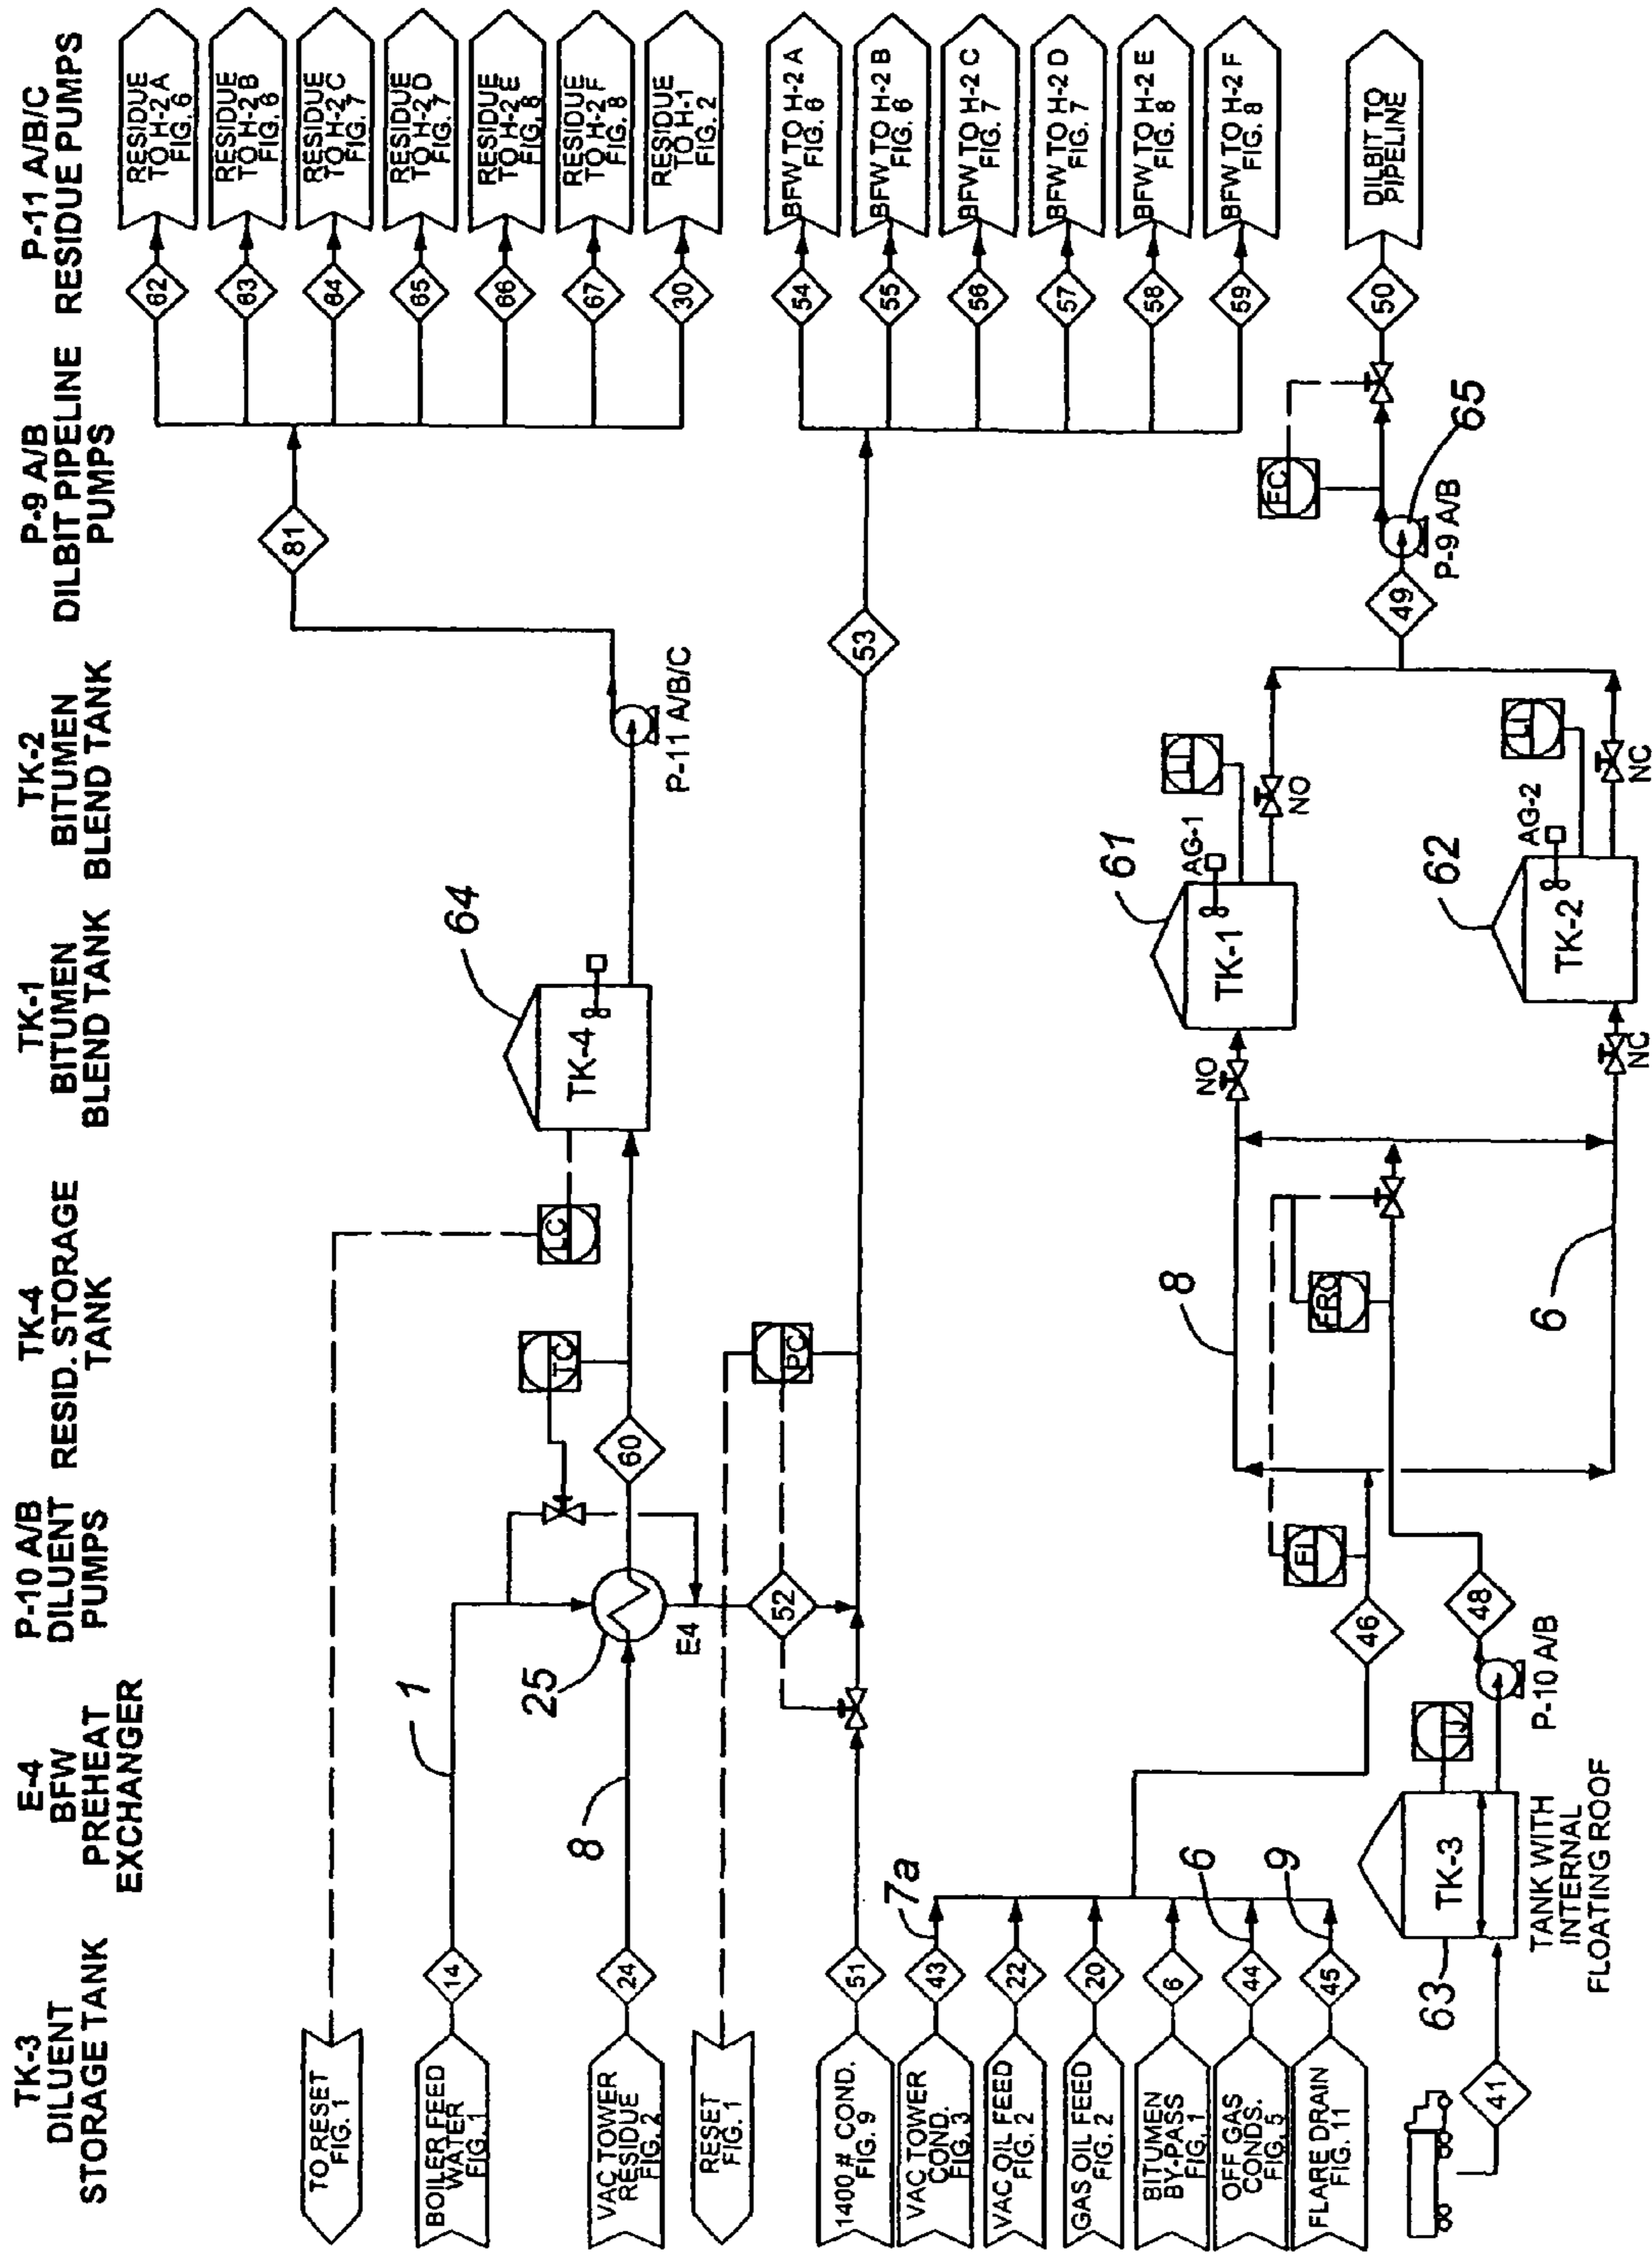 TK-3
DILUENT
STORAGE TANK
E-4
BFW
PREHEAT
EXCHANGER
P-10 A/B
DILUENT
PUMPS
TK-4
RESID. STORAGE
TANK
TK-1
BITUMEN
BLEND TANK
TK-2
BITUMEN
BLEND TANK
P-9 A/B
DILBIT PIPELINE
PUMPS
P-11 A/B/C
RESIDUE PUMPS
TO RESET
FIG. 1
BOILER FEED
WATER
FIG. 1
14
1
VAC TOWER
RESIDUE
FIG. 2
24
8
25
E4
60
TC
LC
TK-4
64
P-11 A/B/C
81
62
RESIDUE
TO H-2 A
FIG. 6
63
RESIDUE
TO H-2 B
FIG. 6
64
RESIDUE
TO H-2 C
FIG. 7
65
RESIDUE
TO H-2 D
FIG. 7
66
RESIDUE
TO H-2 E
FIG. 8
67
RESIDUE
TO H-2 F
FIG. 8
30
RESIDUE
TO H-1
FIG. 2
RESET
FIG. 1
52
PC
1400 # COND.
FIG. 9
51
53
54
BFW TO H-2 A
FIG. 6
55
BFW TO H-2 B
FIG. 6
56
BFW TO H-2 C
FIG. 7
57
BFW TO H-2 D
FIG. 7
58
BFW TO H-2 E
FIG. 8
59
BFW TO H-2 F
FIG. 8
VAC TOWER
COND.
FIG. 3
43
7a
VAC OIL FEED
FIG. 2
22
GAS OIL FEED
FIG. 2
20
BITUMEN
BY-PASS
FIG. 1
6
OFF GAS
CONDS.
FIG. 5
44
6
FLARE DRAIN
FIG. 11
45
9
46
FI
8
FRC
6
NO
TK-1
61
AG-1
LI
NO
NC
TK-2
62
AG-2
LI
NC
49
P-9 A/B
65
FC
50
DILBIT TO
PIPELINE
41
63
TK-3
TANK WITH
INTERNAL
FLOATING ROOF
P-10 A/B
48